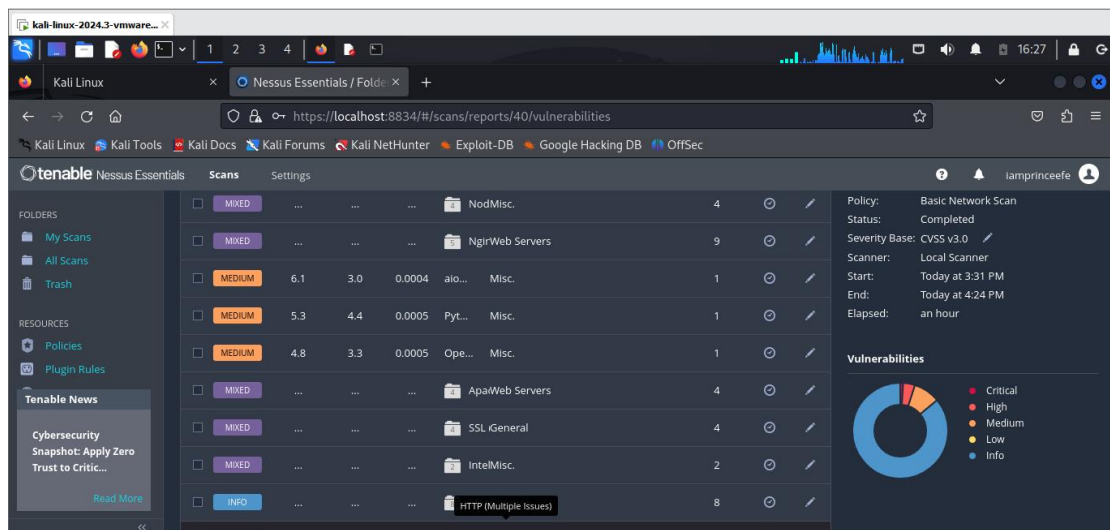 kali-linux-2024.3-vmware...
1 2 3 4 16:27
Kali Linux Nessus Essentials / Folde
https://localhost:8834/#/scans/reports/40/vulnerabilities
Kali Linux Kali Tools Kali Docs Kali Forums Kali NetHunter Exploit-DB Google Hacking DB OffSec
tenable Nessus Essentials Scans Settings iamprinceefe
FOLDERS
My Scans
All Scans
Trash
RESOURCES
Policies
Plugin Rules
Tenable News
Cybersecurity
Snapshot: Apply Zero
Trust to Critic...
Read More
MIXED ... ... ... 4 NodMisc. 4
MIXED ... ... ... 5 NgirWeb Servers 9
MEDIUM 6.1 3.0 0.0004 aio... Misc. 1
MEDIUM 5.3 4.4 0.0005 Pyt... Misc. 1
MEDIUM 4.8 3.3 0.0005 Ope... Misc. 1
MIXED ... ... ... 4 ApaWeb Servers 4
MIXED ... ... ... 4 SSL General 4
MIXED ... ... ... 2 IntelMisc. 2
INFO ... ... ... 8
HTTP (Multiple Issues)
Policy: Basic Network Scan
Status: Completed
Severity Base: CVSS v3.0
Scanner: Local Scanner
Start: Today at 3:31 PM
End: Today at 4:24 PM
Elapsed: an hour
Vulnerabilities
Critical
High
Medium
Low
Info